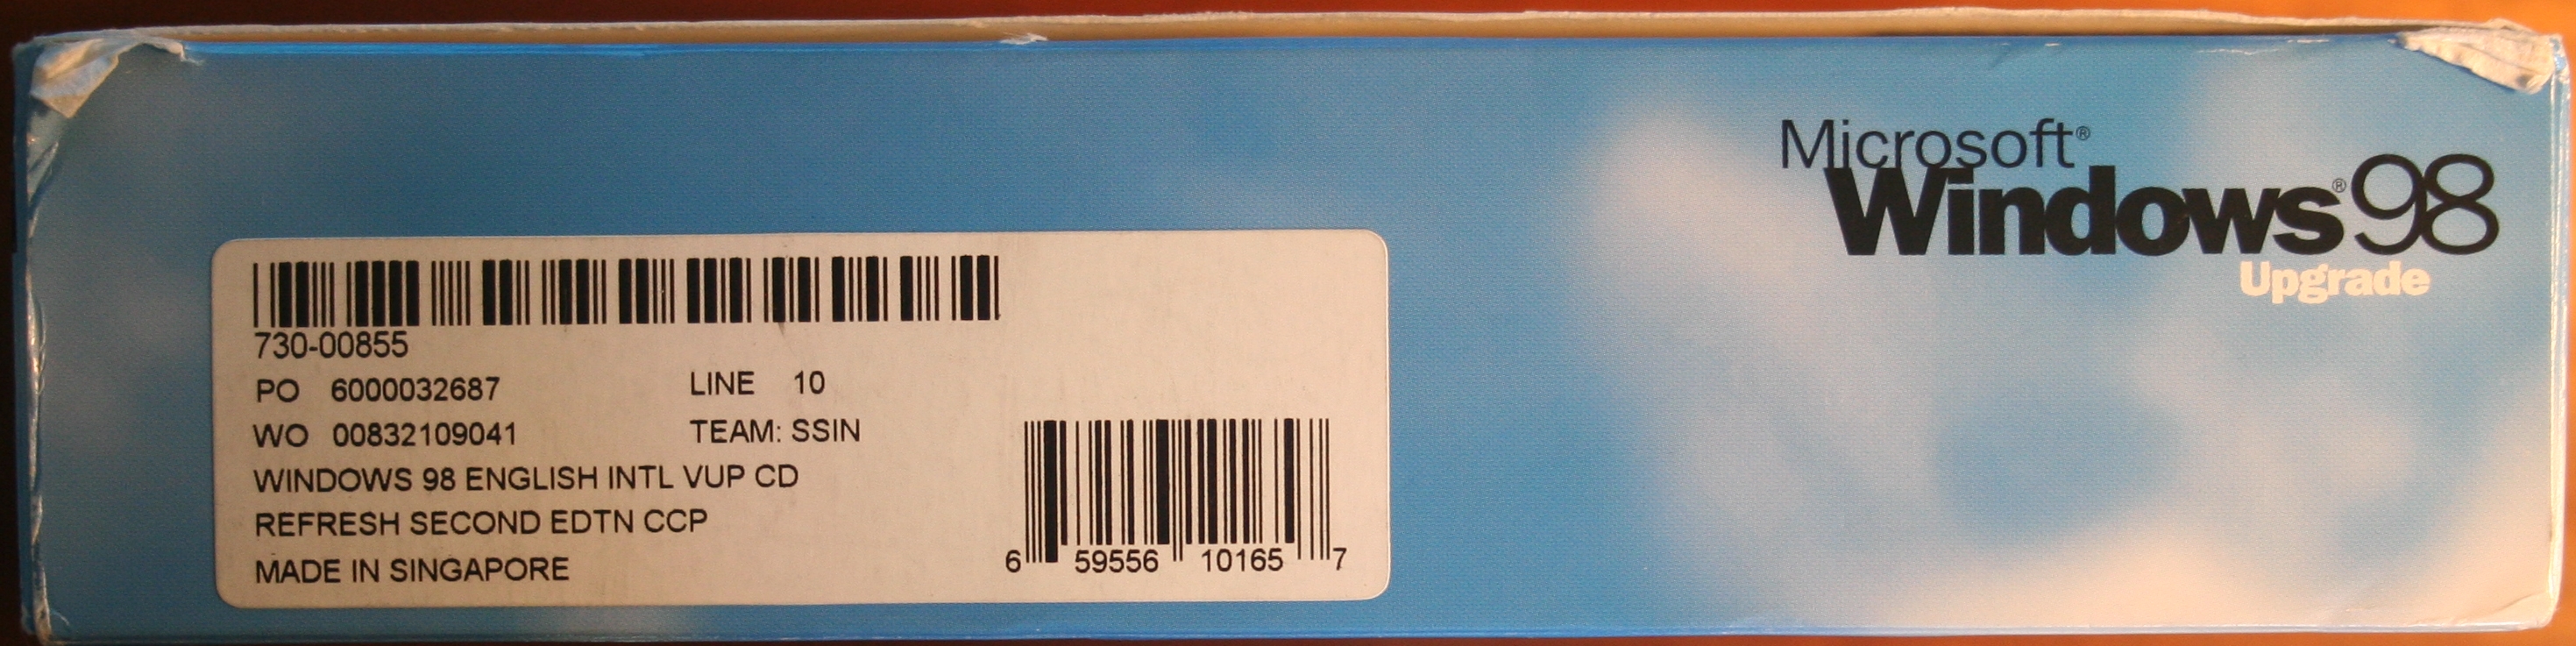 Microsoft®
Windows®98
Upgrade
730-00855
PO 6000032687 LINE 10
WO 00832109041 TEAM: SSIN
WINDOWS 98 ENGLISH INTL VUP CD
REFRESH SECOND EDTN CCP
MADE IN SINGAPORE
6 59556 10165 7